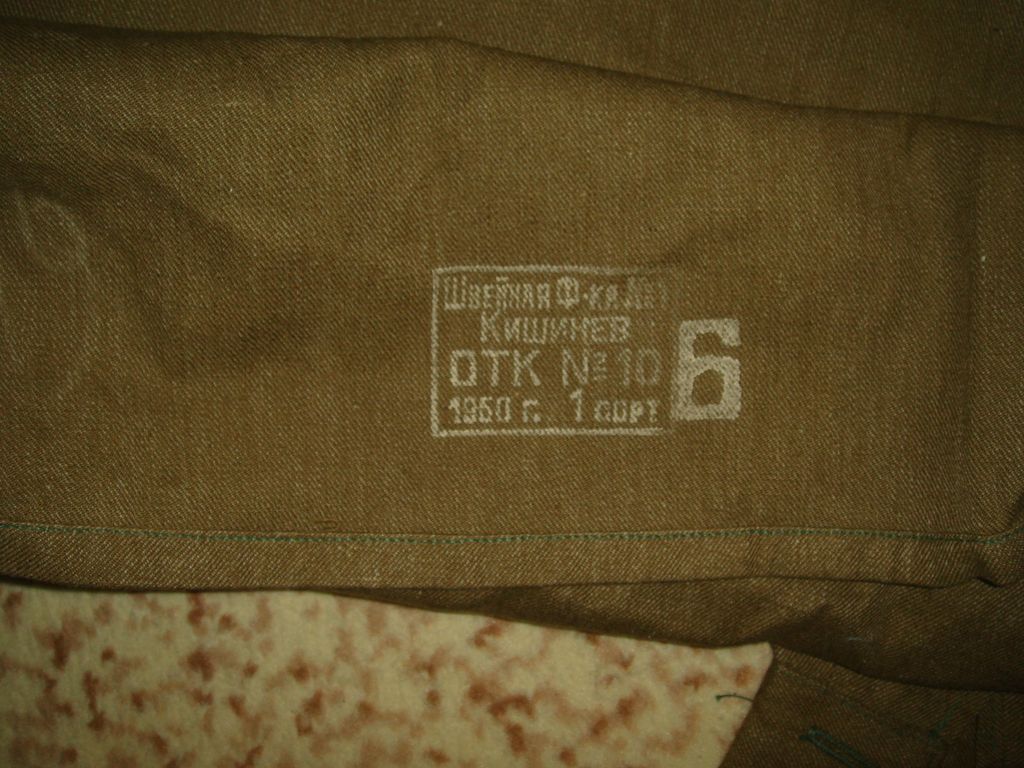 Швейная Ф-ка №1
Кишинев
ОТК № 10
1950 г. 1 сорт
6